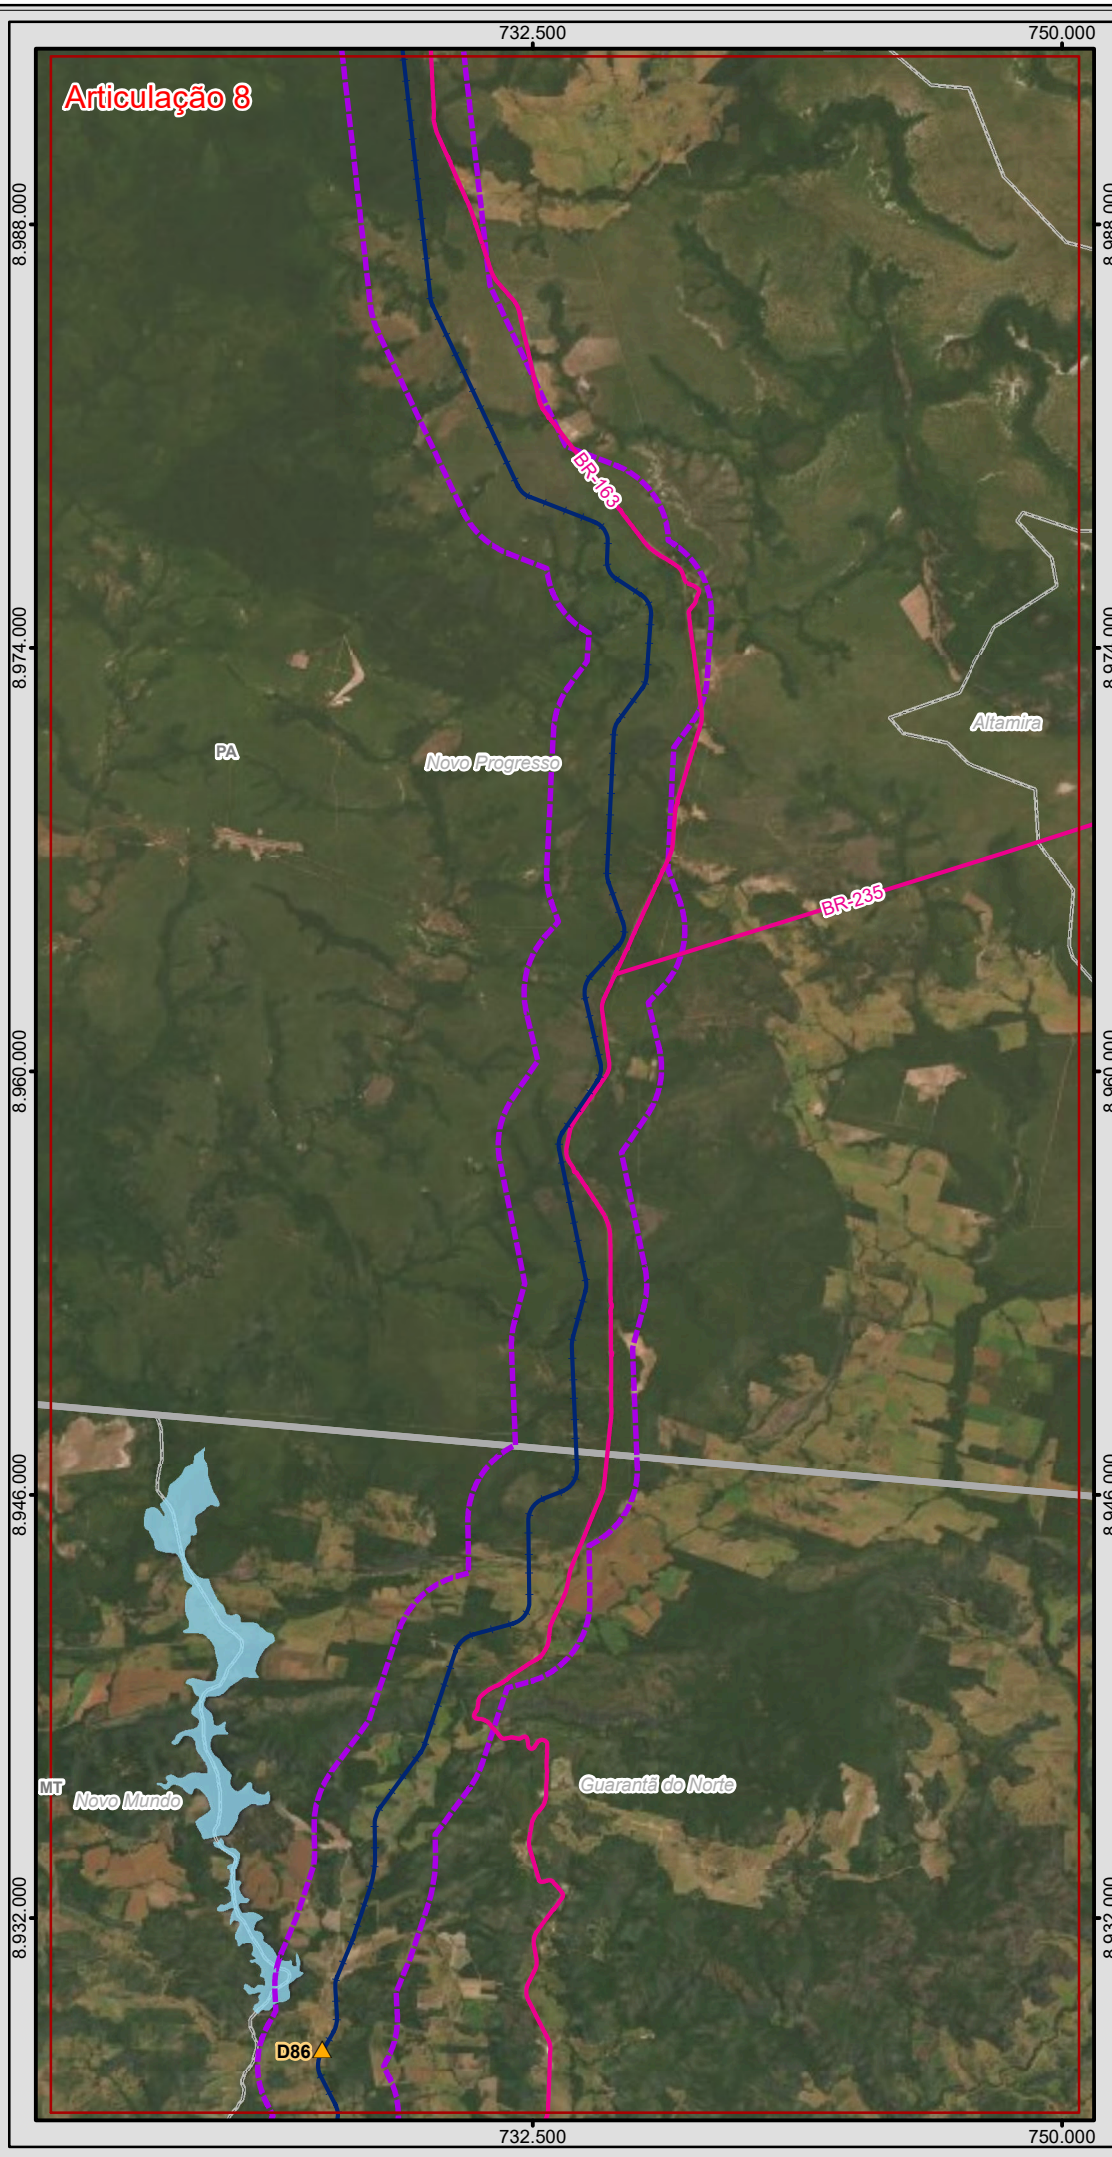 732.500
750.000
Articulação 8
8.988.000
8.988.000
BR-163
8.974.000
8.974.000
Altamira
PA
Novo Progresso
BR-235
8.960.000
8.960.000
8.946.000
8.946.000
MT
Novo Mundo
Guarantã do Norte
8.932.000
8.932.000
D86
732.500
750.000